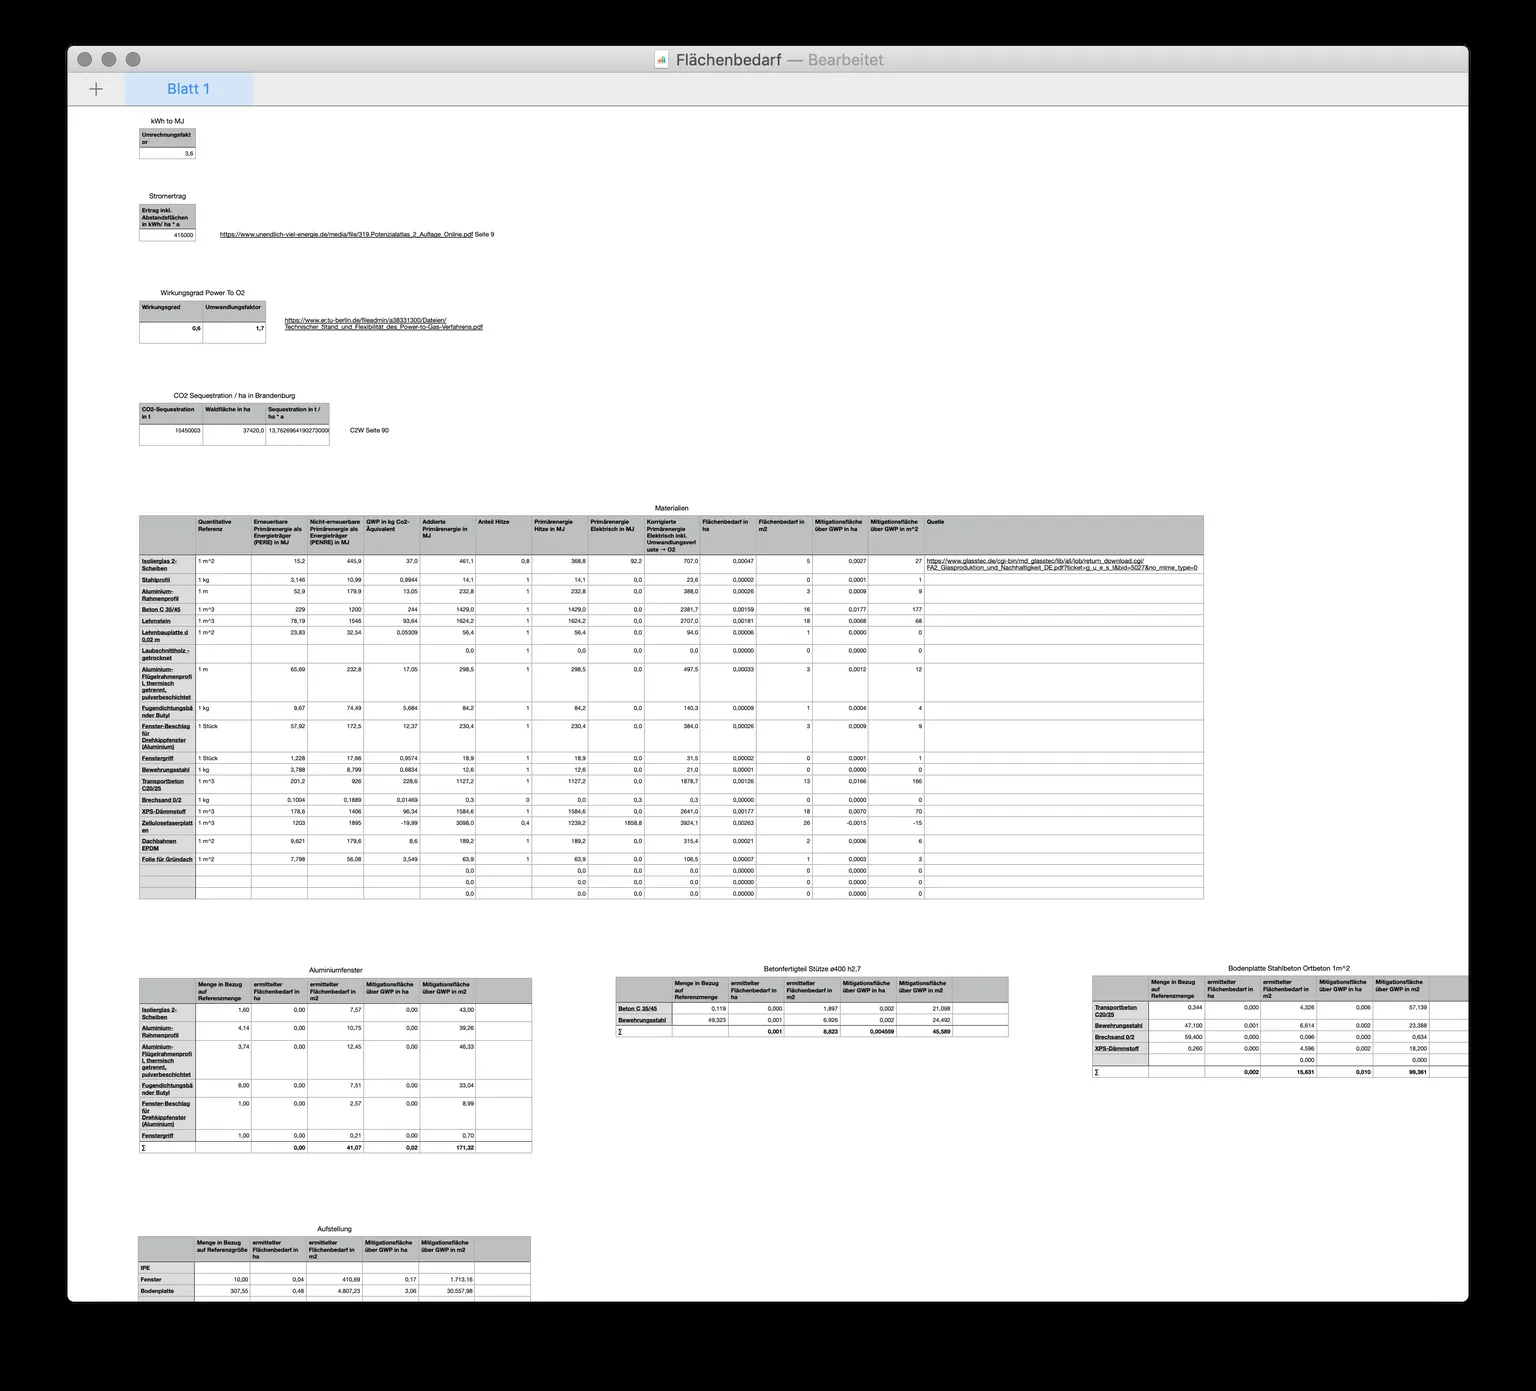 Flächenbedarf — Bearbeitet
Blatt 1
kWh to MJ
Umrechnungsfakt
or
3,6
Stromertrag
Ertrag inkl.
Abstandsflächen
in kWh/ ha * a
415000
https://www.unendlich-viel-energie.de/media/file/319.Potenzialatlas_2_Auflage_Online.pdf Seite 9
Wirkungsgrad Power To O2
Wirkungsgrad Umwandlungsfaktor
0,6 1,7
https://www.er.tu-berlin.de/fileadmin/a38331300/Dateien/
Technischer_Stand_und_Flexibilität_des_Power-to-Gas-Verfahrens.pdf
CO2 Sequestration / ha in Brandenburg
CO2-Sequestration in t Waldfläche in ha Sequestration in t / ha * a
15450003 37420,0 13,7626964190273000
C2W Seite 90
Materialien
Quantitative Referenz Erneuerbare Primärenergie als Energieträger (PERE) in MJ Nicht-erneuerbare Primärenergie als Energieträger (PENRE) in MJ GWP in kg Co2-Äquivalent Addierte Primärenergie in MJ Anteil Hitze Primärenergie Hitze in MJ Primärenergie Elektrisch in MJ Korrigierte Primärenergie Elektrisch inkl. Umwandlungsverluste → O2 Flächenbedarf in ha Flächenbedarf in m2 Mitigationsfläche über GWP in ha Mitigationsfläche über GWP in m^2 Quelle
Isolierglas 2-Scheiben 1 m^2 15,2 445,9 37,0 461,1 0,8 368,8 92,2 707,0 0,00047 5 0,0027 27 https://www.glasstec.de/cgi-bin/md_glasstec/lib/all/lob/return_download.cgi/
FA2_Glasproduktion_und_Nachhaltigkeit_DE.pdf?ticket=g_u_e_s_t&bid=5027&no_mime_type=0
Stahlprofil 1 kg 3,146 10,99 0,9944 14,1 1 14,1 0,0 23,6 0,00002 0 0,0001 1
Aluminium-Rahmenprofil 1 m 52,9 179,9 13,05 232,8 1 232,8 0,0 388,0 0,00026 3 0,0009 9
Beton C 35/45 1 m^3 229 1200 244 1429,0 1 1429,0 0,0 2381,7 0,00159 16 0,0177 177
Lehmstein 1 m^3 78,19 1546 93,64 1624,2 1 1624,2 0,0 2707,0 0,00181 18 0,0068 68
Lehmbauplatte d 0,02 m 1 m^2 23,83 32,54 0,05309 56,4 1 56,4 0,0 94,0 0,00006 1 0,0000 0
Laubschnittholz - getrocknet 0,0 1 0,0 0,0 0,0 0,00000 0 0,0000 0
Aluminium-Flügelrahmenprofil, thermisch getrennt, pulverbeschichtet 1 m 65,69 232,8 17,05 298,5 1 298,5 0,0 497,5 0,00033 3 0,0012 12
Fugendichtungsbänder Butyl 1 kg 9,67 74,49 5,684 84,2 1 84,2 0,0 140,3 0,00009 1 0,0004 4
Fenster-Beschlag für Drehkippfenster (Aluminium) 1 Stück 57,92 172,5 12,37 230,4 1 230,4 0,0 384,0 0,00026 3 0,0009 9
Fenstergriff 1 Stück 1,228 17,66 0,9574 18,9 1 18,9 0,0 31,5 0,00002 0 0,0001 1
Bewehrungsstahl 1 kg 3,788 8,799 0,6834 12,6 1 12,6 0,0 21,0 0,00001 0 0,0000 0
Transportbeton C20/25 1 m^3 201,2 926 228,6 1127,2 1 1127,2 0,0 1878,7 0,00126 13 0,0166 166
Brechsand 0/2 1 kg 0,1004 0,1889 0,01469 0,3 0 0,0 0,3 0,3 0,00000 0 0,0000 0
XPS-Dämmstoff 1 m^3 178,6 1406 96,34 1584,6 1 1584,6 0,0 2641,0 0,00177 18 0,0070 70
Zellulosefaserplatten 1 m^3 1203 1895 -19,99 3098,0 0,4 1239,2 1858,8 3924,1 0,00263 26 -0,0015 -15
Dachbahnen EPDM 1 m^2 9,621 179,6 8,6 189,2 1 189,2 0,0 315,4 0,00021 2 0,0006 6
Folie für Gründach 1 m^2 7,798 56,08 3,549 63,9 1 63,9 0,0 106,5 0,00007 1 0,0003 3
0,0 0,0 0,0 0,0 0,00000 0 0,0000 0
0,0 0,0 0,0 0,0 0,00000 0 0,0000 0
0,0 0,0 0,0 0,0 0,00000 0 0,0000 0
Aluminiumfenster
Menge in Bezug auf Referenzmenge ermittelter Flächenbedarf in ha ermittelter Flächenbedarf in m2 Mitigationsfläche über GWP in ha Mitigationsfläche über GWP in m2
Isolierglas 2-Scheiben 1,60 0,00 7,57 0,00 43,00
Aluminium-Rahmenprofil 4,14 0,00 10,75 0,00 39,26
Aluminium-Flügelrahmenprofil, thermisch getrennt, pulverbeschichtet 3,74 0,00 12,45 0,00 46,33
Fugendichtungsbänder Butyl 8,00 0,00 7,51 0,00 33,04
Fenster-Beschlag für Drehkippfenster (Aluminium) 1,00 0,00 2,57 0,00 8,99
Fenstergriff 1,00 0,00 0,21 0,00 0,70
∑ 0,00 41,07 0,02 171,32
Betonfertigteil Stütze ø400 h2,7
Menge in Bezug auf Referenzmenge ermittelter Flächenbedarf in ha ermittelter Flächenbedarf in m2 Mitigationsfläche über GWP in ha Mitigationsfläche über GWP in m2
Beton C 35/45 0,119 0,000 1,897 0,002 21,098
Bewehrungsstahl 49,323 0,001 6,926 0,002 24,492
∑ 0,001 8,823 0,004559 45,589
Bodenplatte Stahlbeton Ortbeton 1m^2
Menge in Bezug auf Referenzmenge ermittelter Flächenbedarf in ha ermittelter Flächenbedarf in m2 Mitigationsfläche über GWP in ha Mitigationsfläche über GWP in m2
Transportbeton C20/25 0,344 0,000 4,326 0,006 57,139
Bewehrungsstahl 47,100 0,001 6,614 0,002 23,388
Brechsand 0/2 59,400 0,000 0,096 0,000 0,634
XPS-Dämmstoff 0,260 0,000 4,596 0,002 18,200
0,000 0,000
∑ 0,002 15,631 0,010 99,361
Aufstellung
Menge in Bezug auf Referenzgröße ermittelter Flächenbedarf in ha ermittelter Flächenbedarf in m2 Mitigationsfläche über GWP in ha Mitigationsfläche über GWP in m2
IPE
Fenster 10,00 0,04 410,69 0,17 1.713,16
Bodenplatte 307,55 0,48 4.807,23 3,06 30.557,98